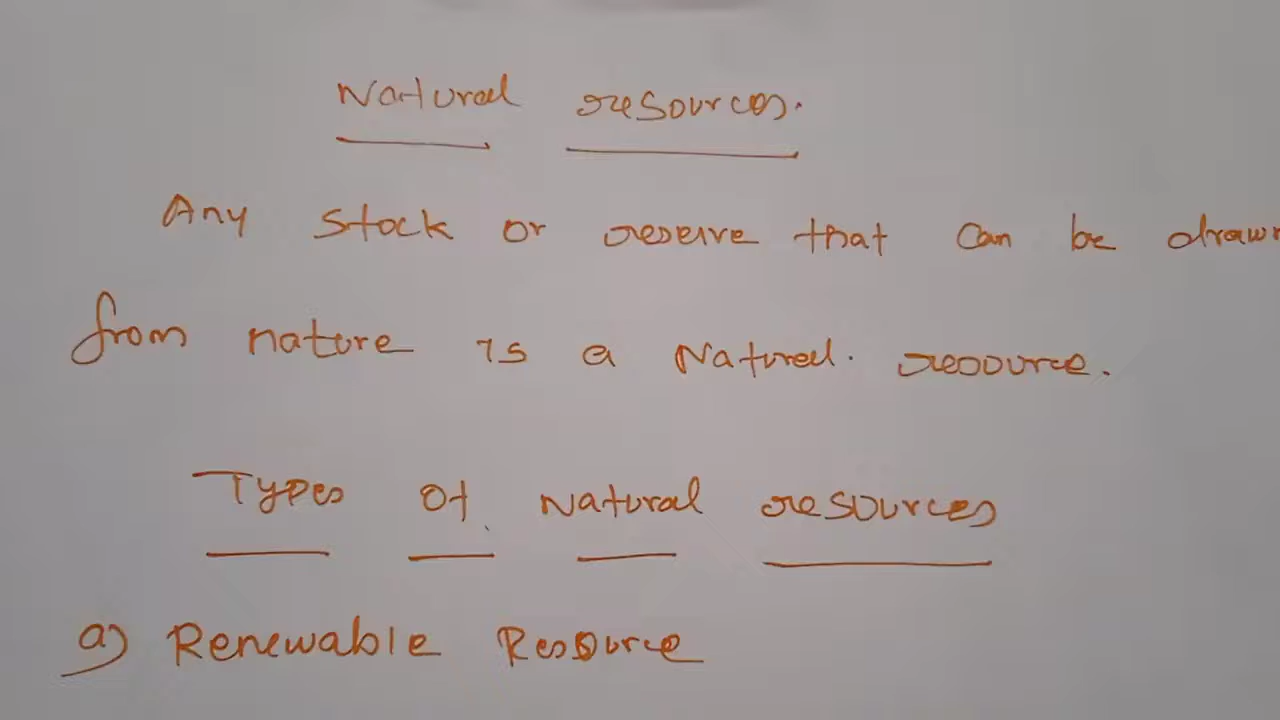 Natural resources.
Any stock or reserve that can be drawn
from nature is a Natural. resource.
Types of Natural resources
a) Renewable Resource